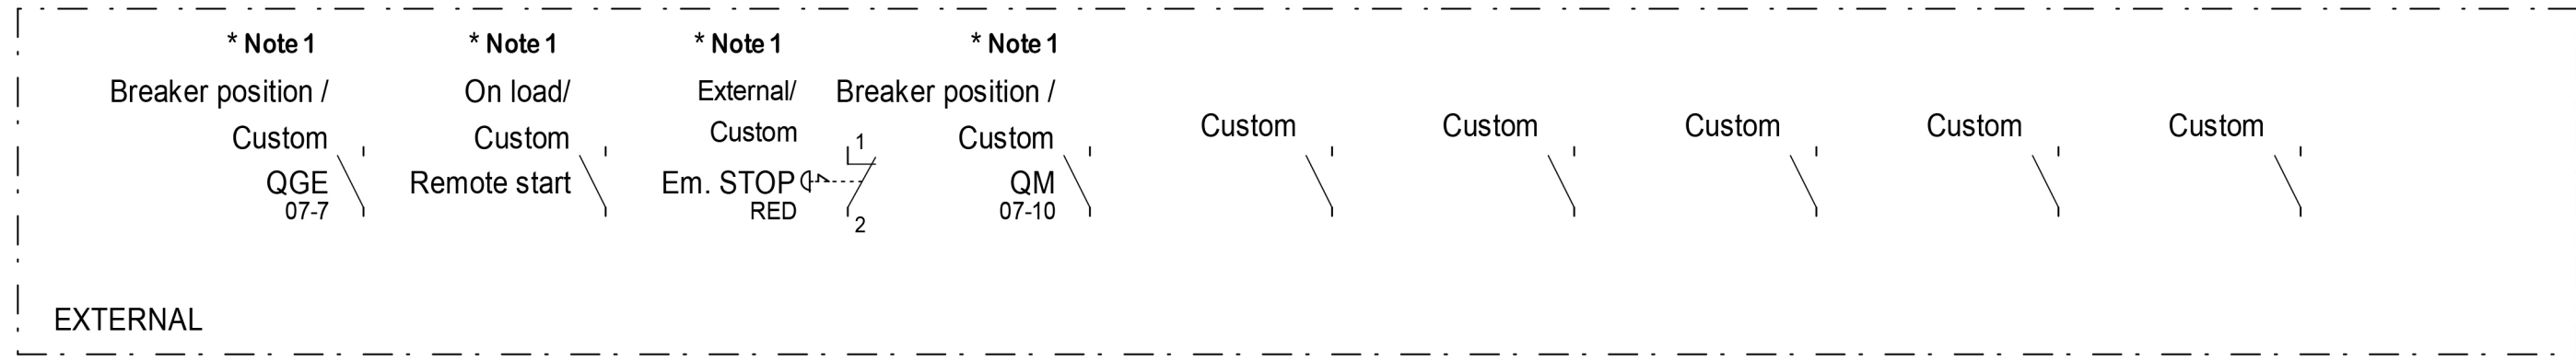 * Note 1
Breaker position /
Custom
QGE
07-7
* Note 1
On load/
Custom
Remote start
* Note 1
External/
Custom
Em. STOP
RED
1
2
* Note 1
Breaker position /
Custom
QM
07-10
Custom
Custom
Custom
Custom
Custom
EXTERNAL